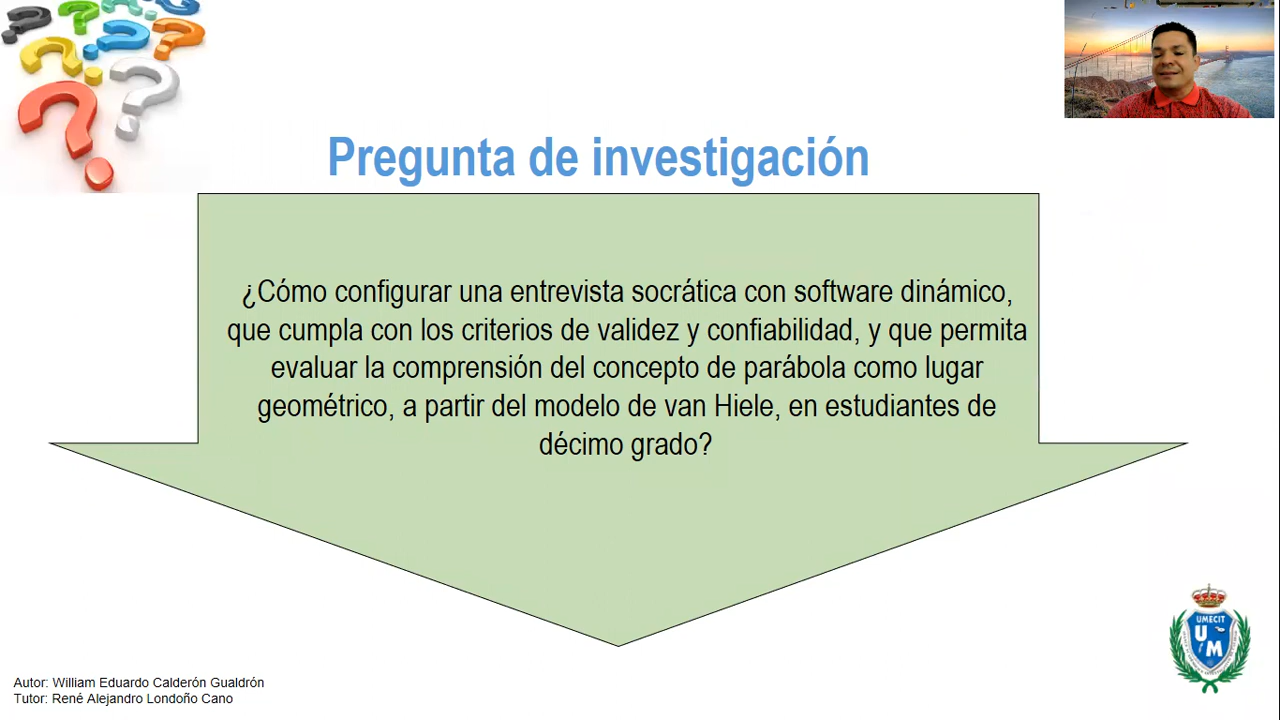 Pregunta de investigación
¿Cómo configurar una entrevista socrática con software dinámico,
que cumpla con los criterios de validez y confiabilidad, y que permita
evaluar la comprensión del concepto de parábola como lugar
geométrico, a partir del modelo de van Hiele, en estudiantes de
décimo grado?
UMECIT
U
M
Autor: William Eduardo Calderón Gualdrón
Tutor: René Alejandro Londoño Cano